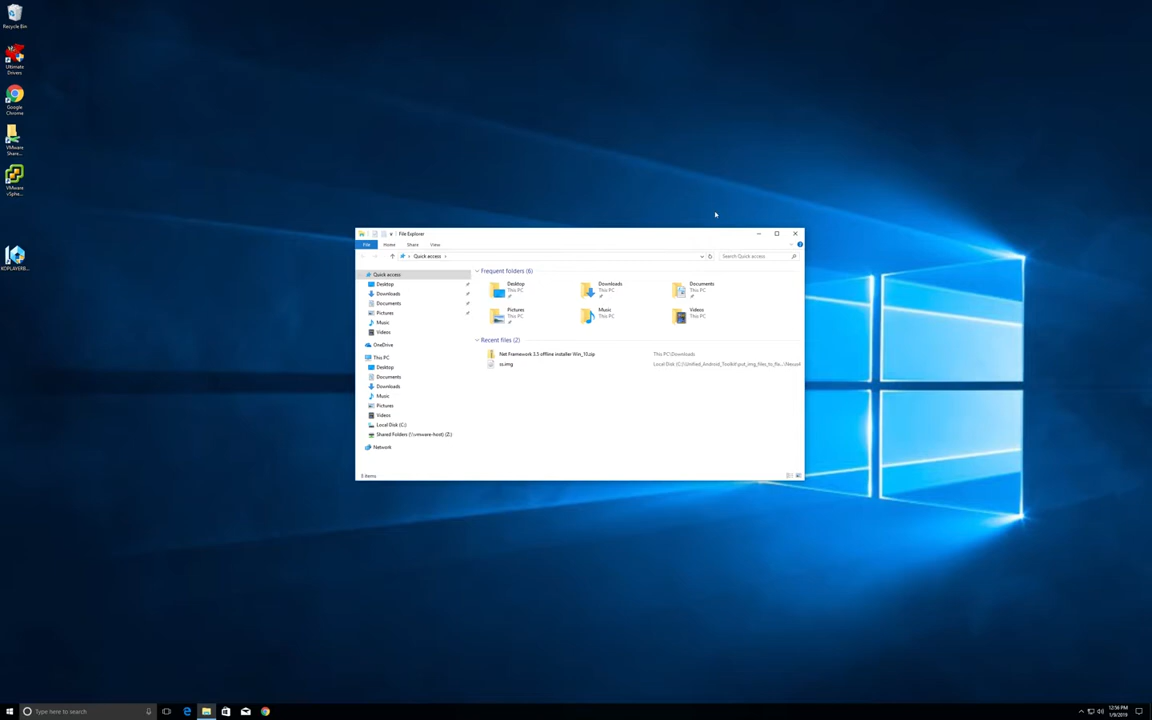 Recycle Bin
Ultimate
Drivers
Google
Chrome
VMware
Share...
VMware
vSphe...
KOPLAYERB...
File Explorer
File
Home
Share
View
Quick access
Search Quick access
Quick access
Desktop
Downloads
Documents
Pictures
Music
Videos
OneDrive
This PC
Desktop
Documents
Downloads
Music
Pictures
Videos
Local Disk (C:)
Shared Folders (\\vmware-host) (Z:)
Network
Frequent folders (6)
Desktop
This PC
Downloads
This PC
Documents
This PC
Pictures
This PC
Music
This PC
Videos
This PC
Recent files (2)
Net Framework 3.5 offline installer Win_10.zip
This PC\Downloads
ss.img
Local Disk (C:)\Unified_Android_Toolkit\put_img_files_to_fla...\Nexus4
8 items
Type here to search
12:56 PM
1/9/2019